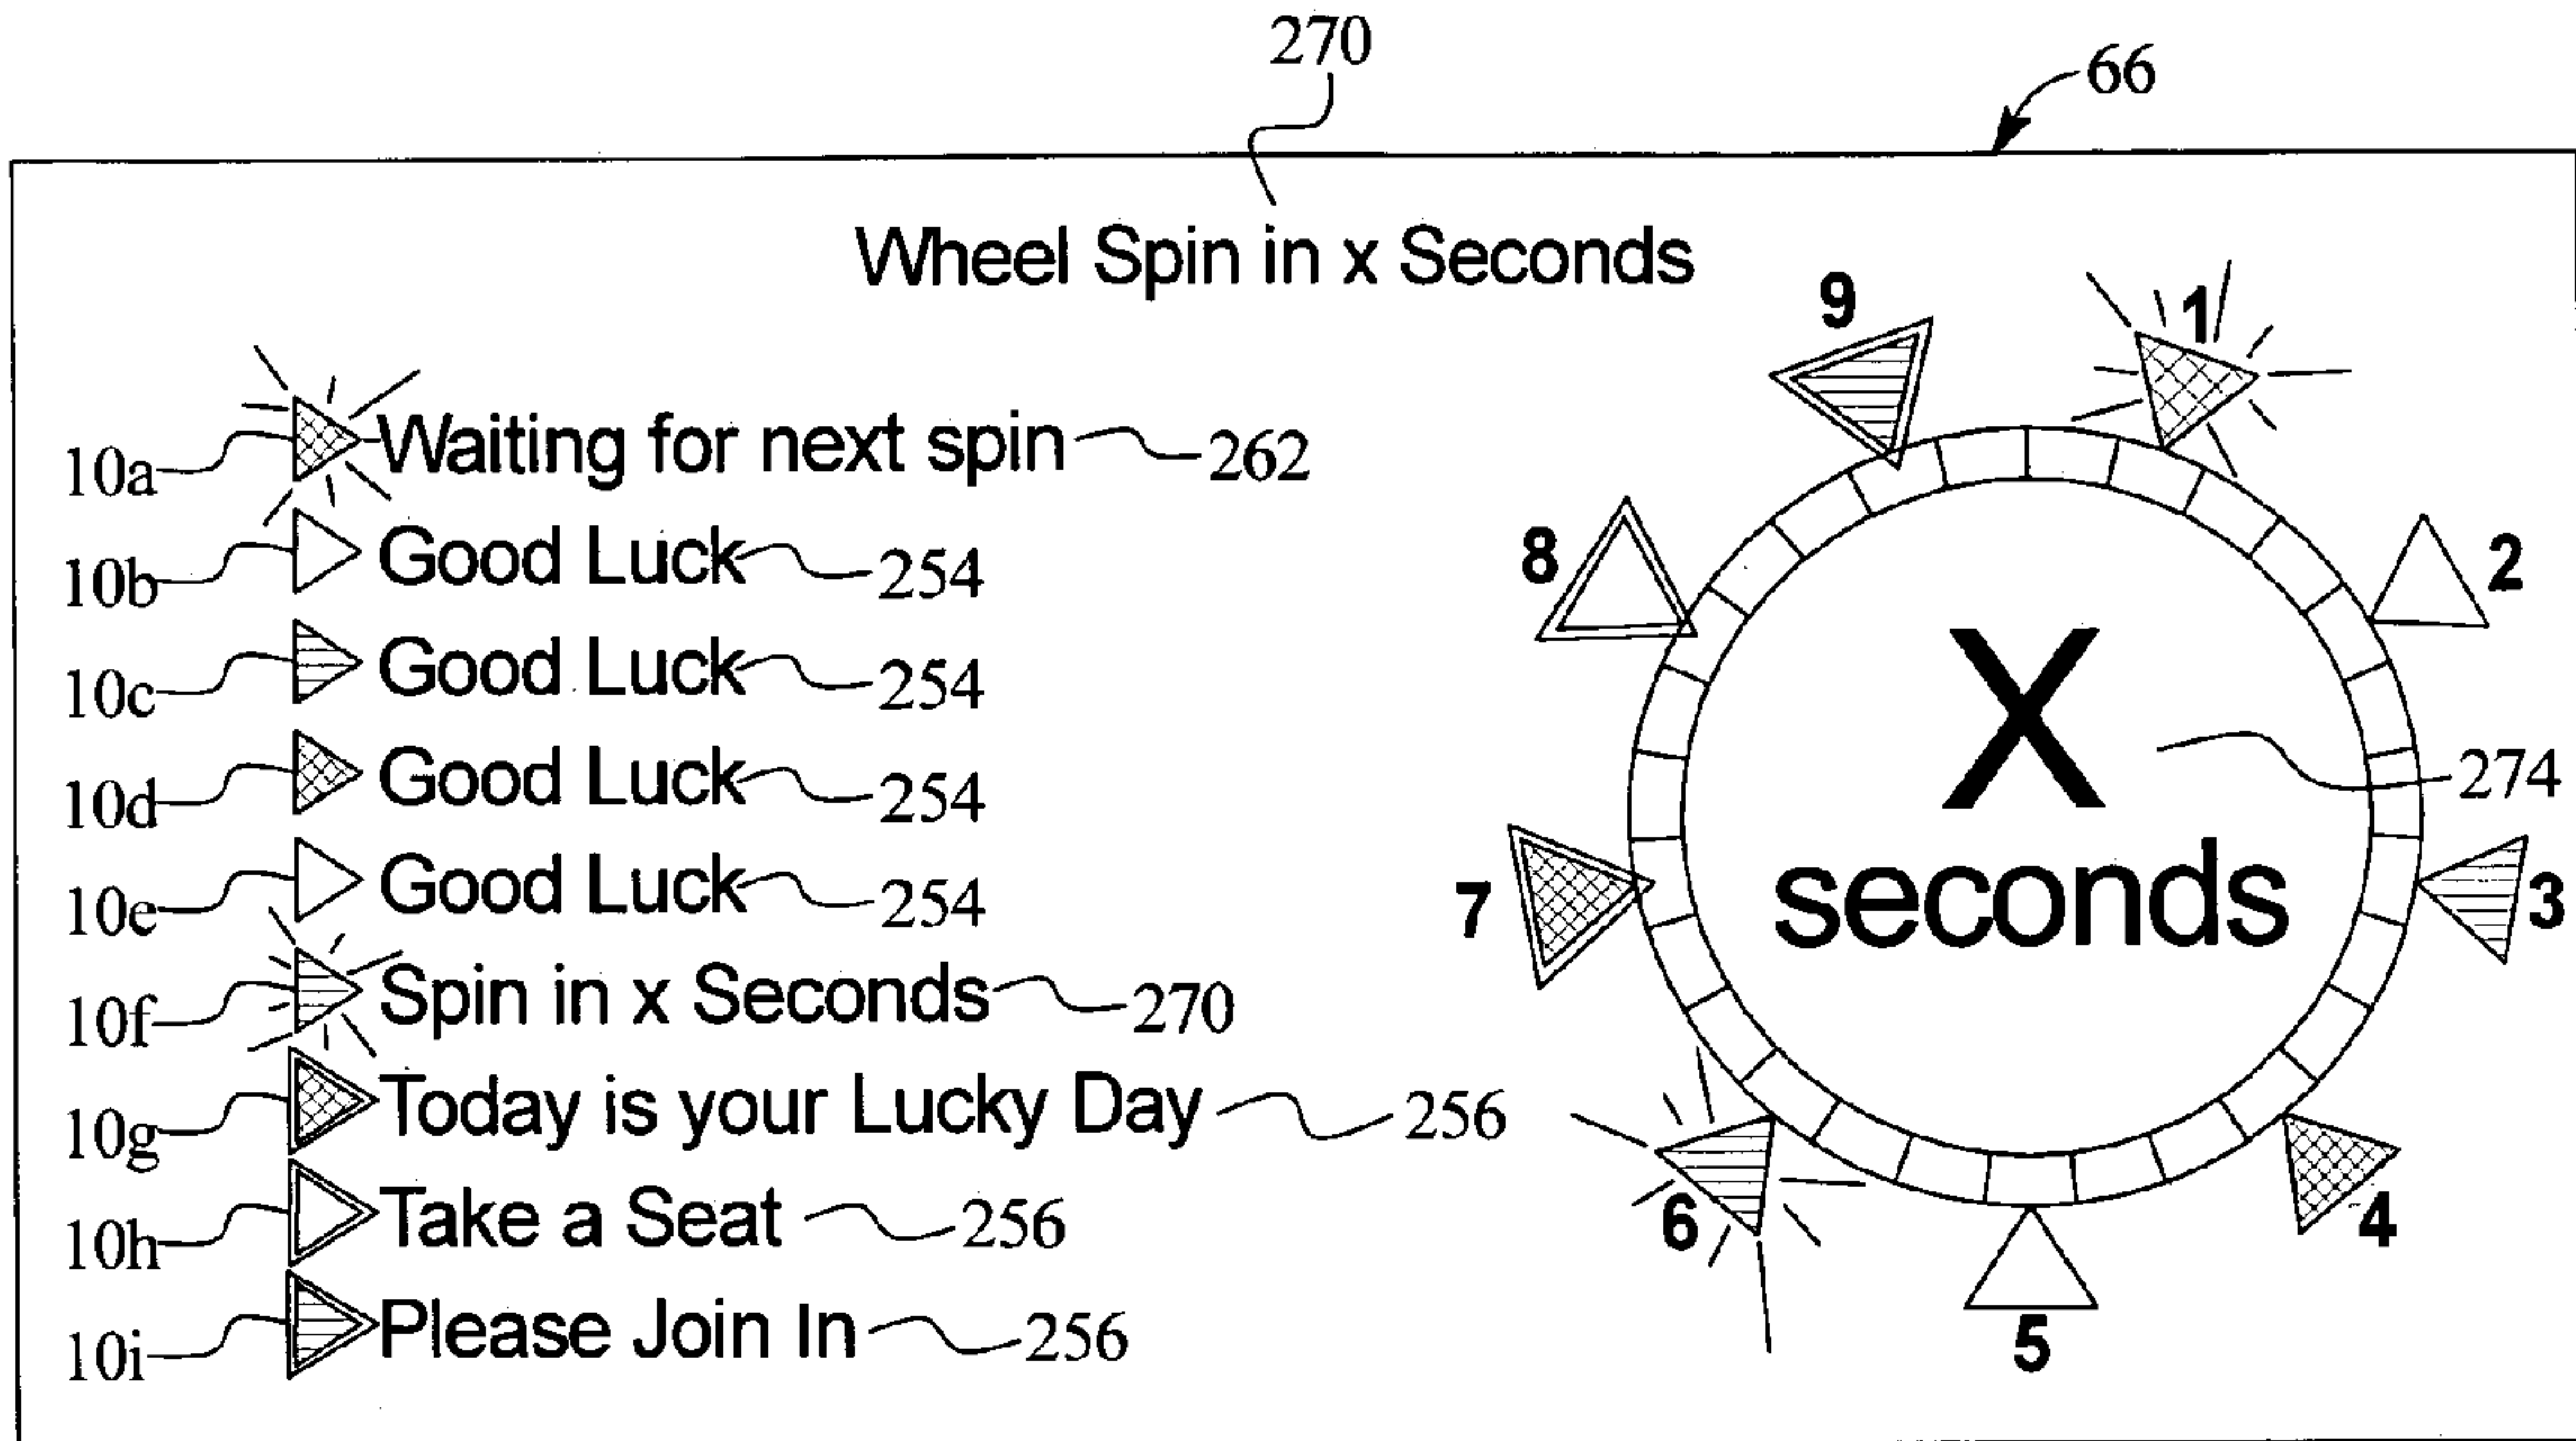 270
66
Wheel Spin in x Seconds
10a Waiting for next spin 262
10b Good Luck 254
10c Good Luck 254
10d Good Luck 254
10e Good Luck 254
10f Spin in x Seconds 270
10g Today is your Lucky Day 256
10h Take a Seat 256
10i Please Join In 256
9
1
8
2
X
seconds
274
7
3
6
4
5